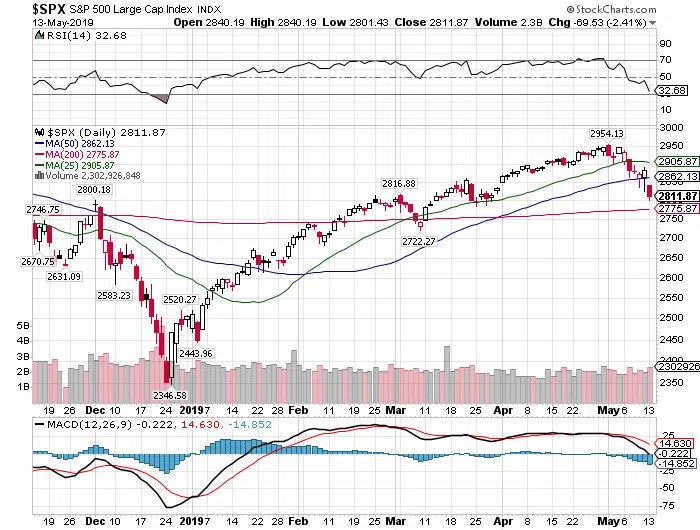 $SPX S&P 500 Large Cap Index INDX
© StockCharts.com
13-May-2019
Open 2840.19 High 2840.19 Low 2801.43 Close 2811.87 Volume 2.3B Chg -69.53 (-2.41%)
RSI(14) 32.68
90
70
50
32.68
30
10
$SPX (Daily) 2811.87
MA(50) 2862.13
MA(200) 2775.87
MA(25) 2905.87
Volume 2,302,926,848
2954.13
2816.88
2800.18
2746.75
2722.27
2670.75
2631.09
2583.23
2520.27
2443.96
2346.58
3000
2950
2905.87
2900
2862.13
2811.87
2775.87
2750
2700
2650
2600
2550
2500
2450
2400
2350
2302926
5B
4B
3B
2B
1B
19 26 Dec 10 17 24 2019 7 14 22 28 Feb 11 19 25 Mar 11 18 25 Apr 8 15 22 May 6 13
MACD(12,26,9) -0.222, 14.630, -14.852
25
14.630
-0.222
-14.852
-25
-50
-75
19 26 Dec 10 17 24 2019 7 14 22 28 Feb 11 19 25 Mar 11 18 25 Apr 8 15 22 May 6 13